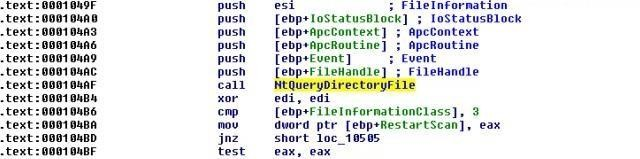 .text:0001049F push esi ; FileInformation
.text:000104A0 push [ebp+IoStatusBlock] ; IoStatusBlock
.text:000104A3 push [ebp+ApcContext] ; ApcContext
.text:000104A6 push [ebp+ApcRoutine] ; ApcRoutine
.text:000104A9 push [ebp+Event] ; Event
.text:000104AC push [ebp+FileHandle] ; FileHandle
.text:000104AF call NtQueryDirectoryFile
.text:000104B4 xor edi, edi
.text:000104B6 cmp [ebp+FileInformationClass], 3
.text:000104BA mov dword ptr [ebp+RestartScan], eax
.text:000104BD jnz short loc_10505
.text:000104BF test eax, eax